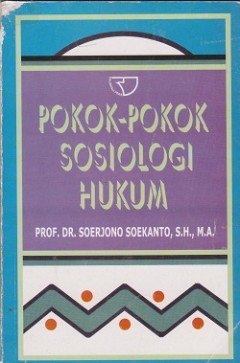 POKOK-POKOK
SOSIOLOGI
HUKUM
PROF. DR. SOERJONO SOEKANTO, S.H., M.A.